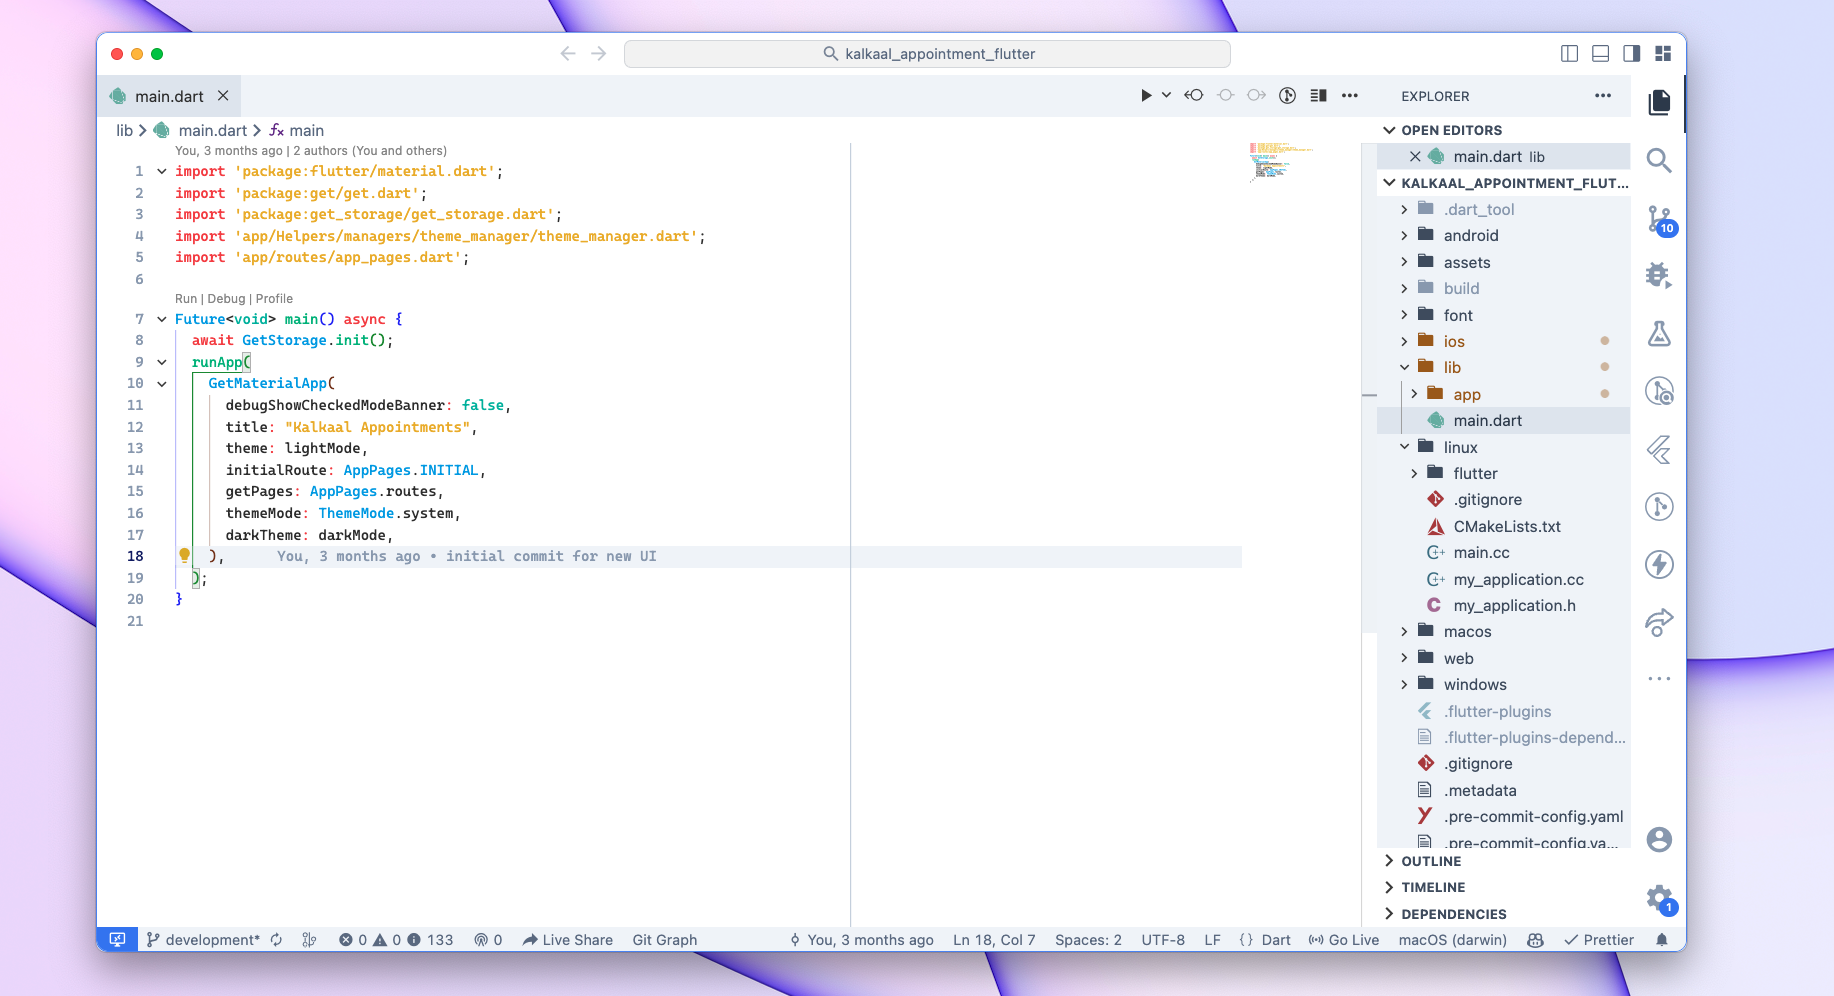 kalkaal_appointment_flutter
main.dart
EXPLORER
lib > main.dart > main
You, 3 months ago | 2 authors (You and others)
1 import 'package:flutter/material.dart';
2 import 'package:get/get.dart';
3 import 'package:get_storage/get_storage.dart';
4 import 'app/Helpers/managers/theme_manager/theme_manager.dart';
5 import 'app/routes/app_pages.dart';
6
Run | Debug | Profile
7 Future<void> main() async {
8 await GetStorage.init();
9 runApp(
10 GetMaterialApp(
11 debugShowCheckedModeBanner: false,
12 title: "Kalkaal Appointments",
13 theme: lightMode,
14 initialRoute: AppPages.INITIAL,
15 getPages: AppPages.routes,
16 themeMode: ThemeMode.system,
17 darkTheme: darkMode,
18 ), You, 3 months ago • initial commit for new UI
19 );
20 }
21
OPEN EDITORS
main.dart lib
KALKAAL_APPOINTMENT_FLUT...
.dart_tool
android
assets
build
font
ios
lib
app
main.dart
linux
flutter
.gitignore
CMakeLists.txt
main.cc
my_application.cc
my_application.h
macos
web
windows
.flutter-plugins
.flutter-plugins-depend...
.gitignore
.metadata
.pre-commit-config.yaml
.pre-commit-config.ya...
OUTLINE
TIMELINE
DEPENDENCIES
10
1
development* 0 0 133 0 Live Share Git Graph You, 3 months ago Ln 18, Col 7 Spaces: 2 UTF-8 LF {} Dart Go Live macOS (darwin) Prettier